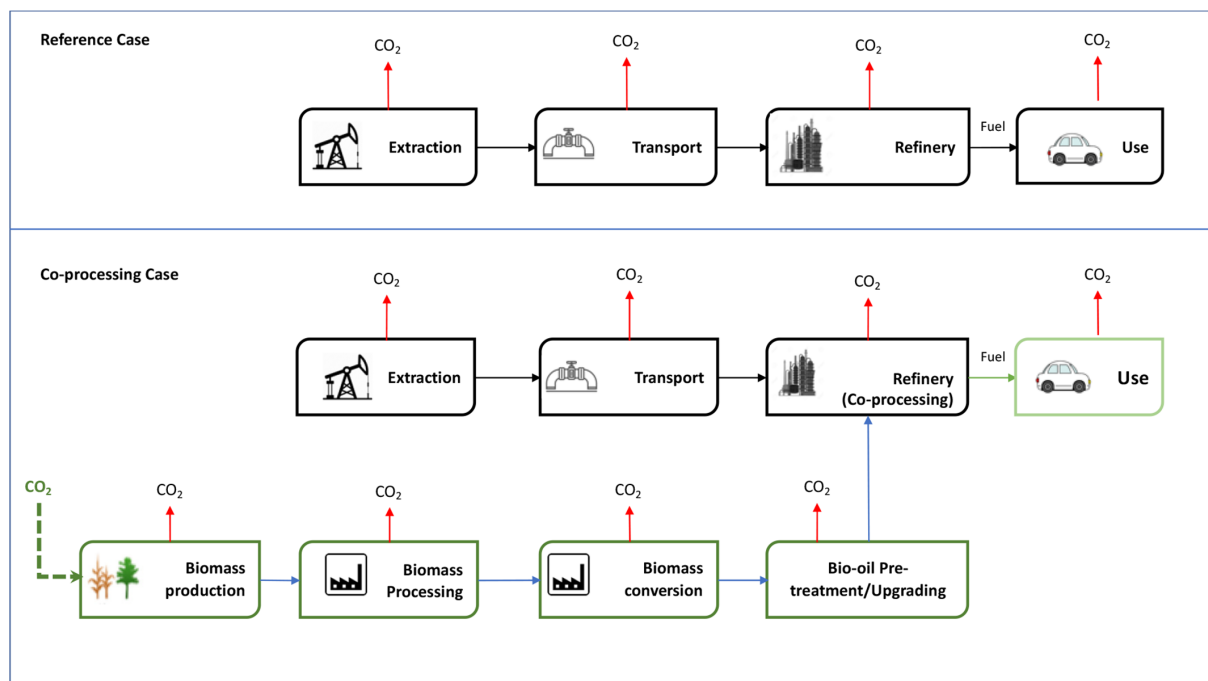 Reference Case
CO₂
CO₂
CO₂
CO₂
Extraction
Transport
Refinery
Fuel
Use
Co-processing Case
CO₂
CO₂
CO₂
CO₂
Extraction
Transport
Refinery
(Co-processing)
Fuel
Use
CO₂
CO₂
CO₂
CO₂
CO₂
Biomass
production
Biomass
Processing
Biomass
conversion
Bio-oil Pre-
treatment/Upgrading